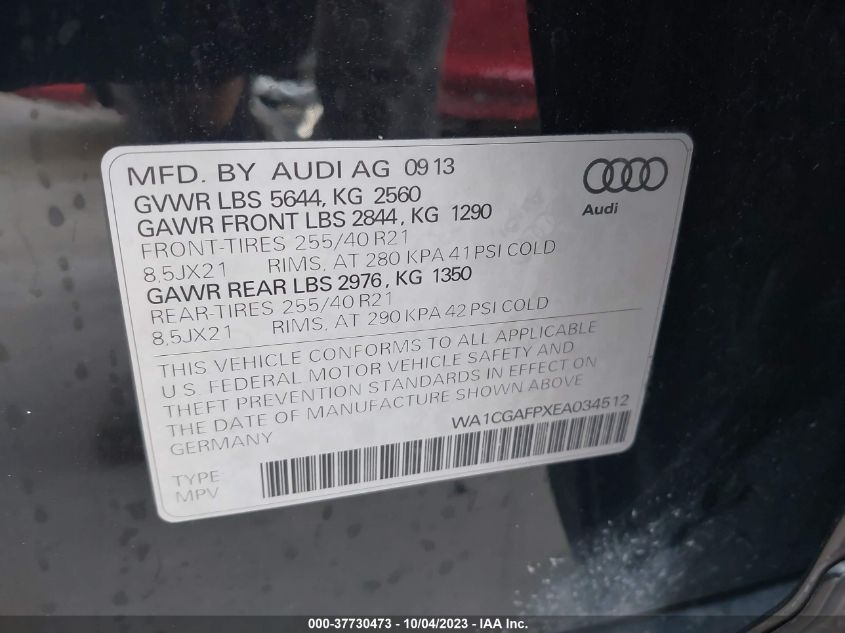 MFD. BY AUDI AG 09 13
GVWR LBS 5644, KG 2560
GAWR FRONT LBS 2844, KG 1290
FRONT-TIRES 255/40 R21
8,5JX21 RIMS, AT 280 KPA 41 PSI COLD
GAWR REAR LBS 2976, KG 1350
REAR-TIRES 255/40 R21
8,5JX21 RIMS, AT 290 KPA 42 PSI COLD
Audi
THIS VEHICLE CONFORMS TO ALL APPLICABLE
U.S. FEDERAL MOTOR VEHICLE SAFETY AND
THEFT PREVENTION STANDARDS IN EFFECT ON
THE DATE OF MANUFACTURE SHOWN ABOVE
GERMANY WA1CGAFPXEA034512
TYPE
MPV
000-37730473 - 10/04/2023 - IAA Inc.